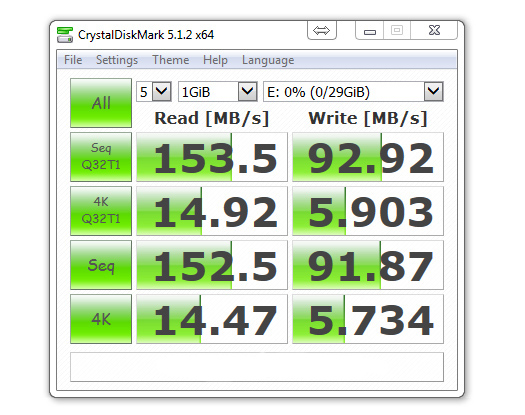 CrystalDiskMark 5.1.2 x64
File Settings Theme Help Language
All 5 1GiB E: 0% (0/29GiB)
Read [MB/s] Write [MB/s]
Seq Q32T1 153.5 92.92
4K Q32T1 14.92 5.903
Seq 152.5 91.87
4K 14.47 5.734